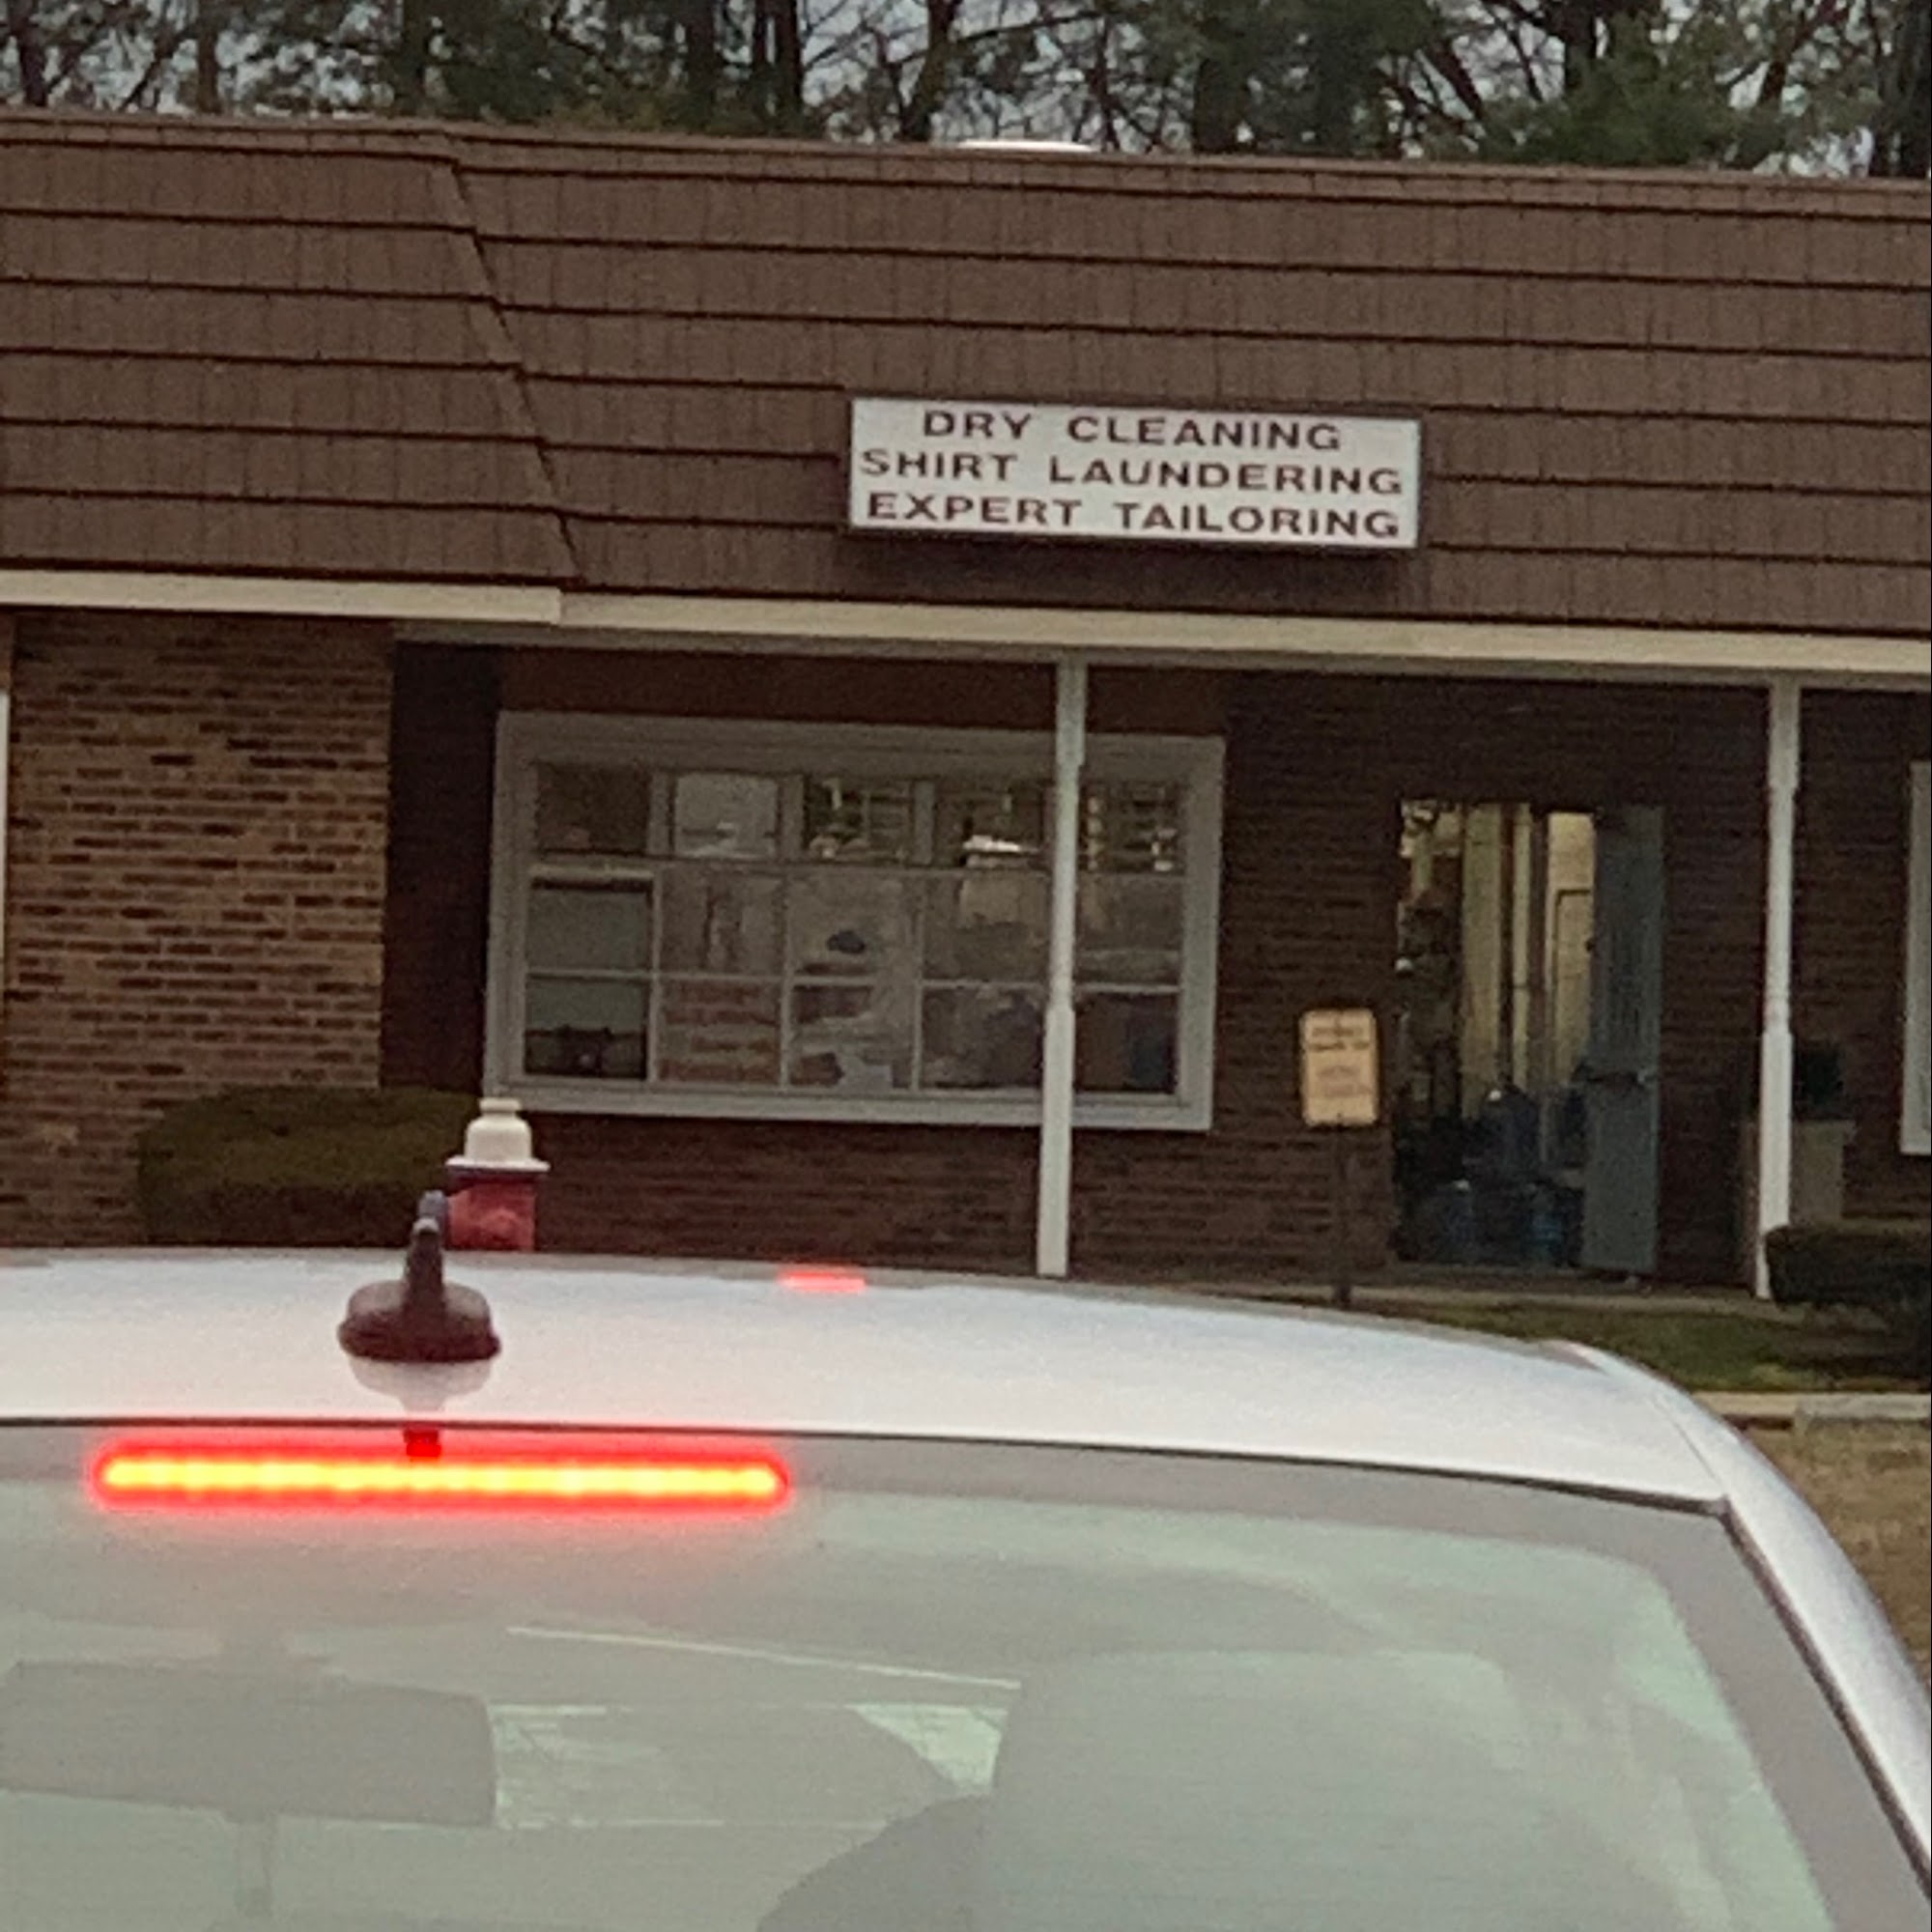 DRY CLEANING
SHIRT LAUNDERING
EXPERT TAILORING